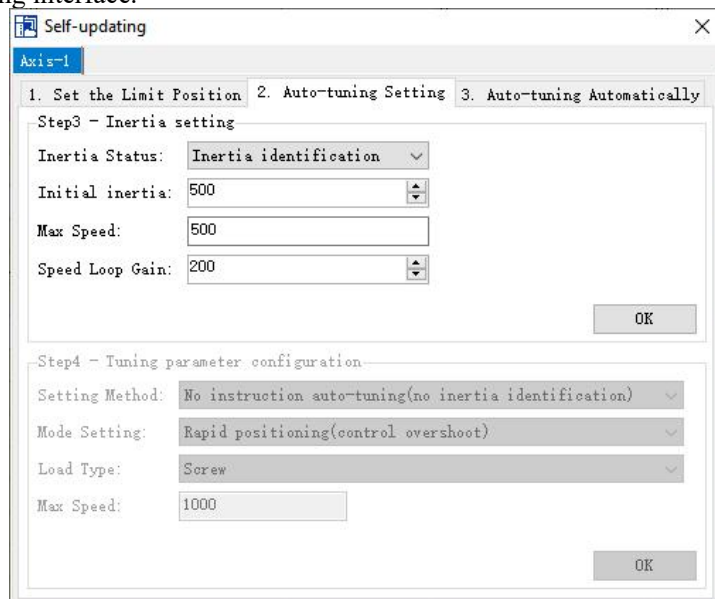 ng interface.
Self-updating
Axis-1
1. Set the Limit Position 2. Auto-tuning Setting 3. Auto-tuning Automatically
Step3 - Inertia setting
Inertia Status: Inertia identification
Initial inertia: 500
Max Speed: 500
Speed Loop Gain: 200
OK
Step4 - Tuning parameter configuration
Setting Method: No instruction auto-tuning(no inertia identification)
Mode Setting: Rapid positioning(control overshoot)
Load Type: Screw
Max Speed: 1000
OK